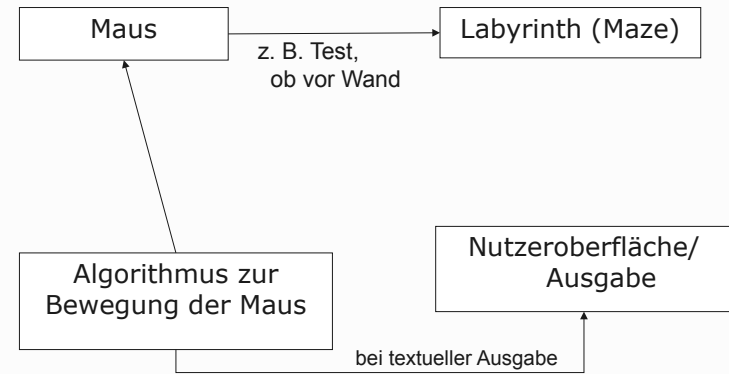 Maus
Labyrinth (Maze)
z. B. Test,
ob vor Wand
Algorithmus zur
Bewegung der Maus
Nutzeroberfläche/
Ausgabe
bei textueller Ausgabe